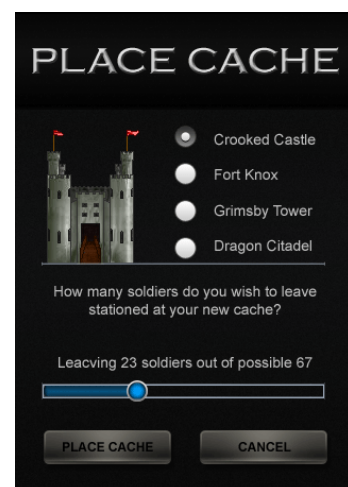 PLACE CACHE
Crooked Castle
Fort Knox
Grimsby Tower
Dragon Citadel
How many soldiers do you wish to leave
stationed at your new cache?
Leacving 23 soldiers out of possible 67
PLACE CACHE
CANCEL